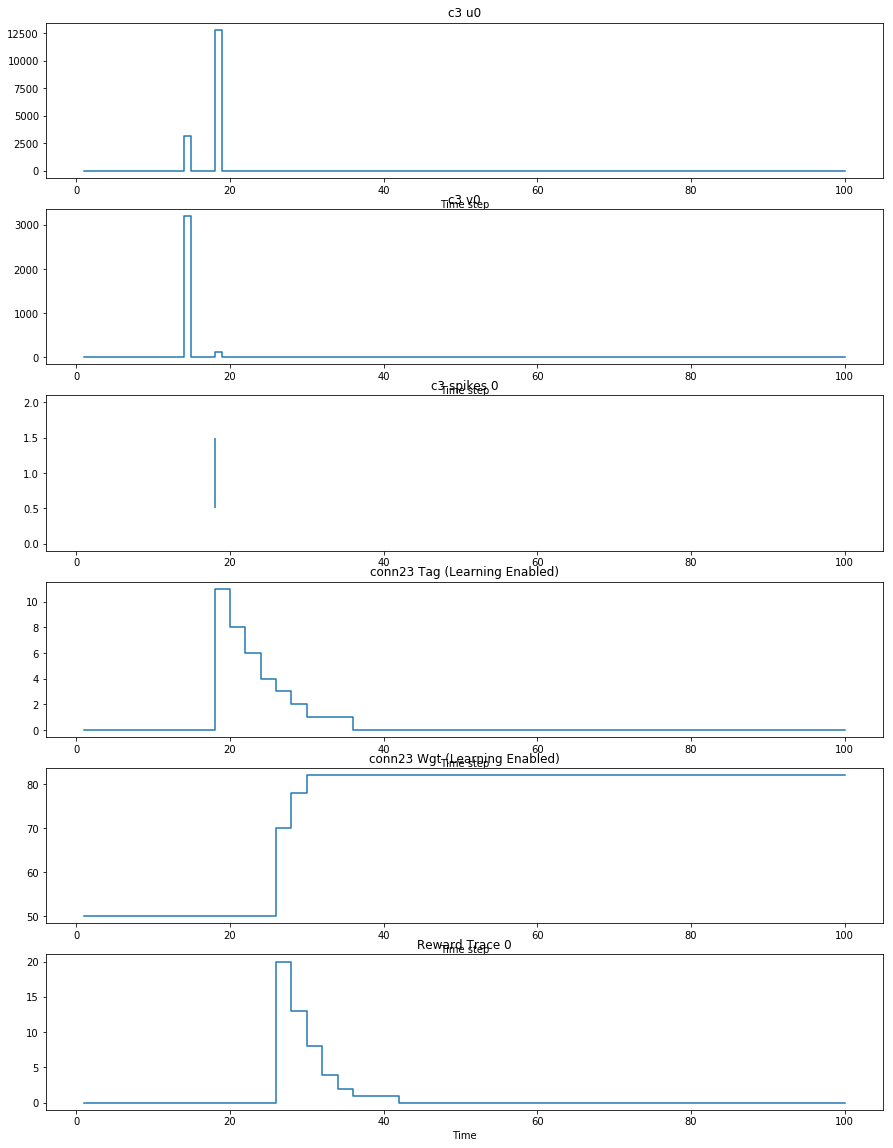 c3 u0
12500
10000
7500
5000
2500
0
0 20 40 60 80 100
Time step
c3 v0
3000
2000
1000
0
0 20 40 60 80 100
Time step
c3 spikes 0
2.0
1.5
1.0
0.5
0.0
0 20 40 60 80 100
conn23 Tag (Learning Enabled)
10
8
6
4
2
0
0 20 40 60 80 100
Time step
conn23 Wgt (Learning Enabled)
80
70
60
50
0 20 40 60 80 100
Time step
Reward Trace 0
20
15
10
5
0
0 20 40 60 80 100
Time